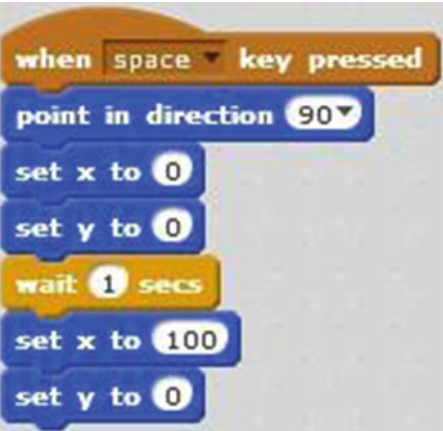 when space key pressed
point in direction 90
set x to 0
set y to 0
wait 1 secs
set x to 100
set y to 0